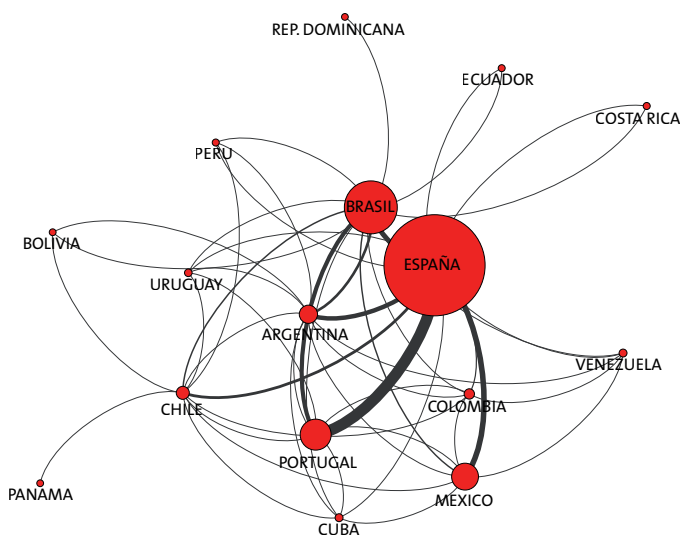 REP. DOMINICANA
ECUADOR
COSTA RICA
PERU
BRASIL
BOLIVIA
ESPAÑA
URUGUAY
ARGENTINA
VENEZUELA
CHILE
COLOMBIA
PORTUGAL
PANAMA
MEXICO
CUBA